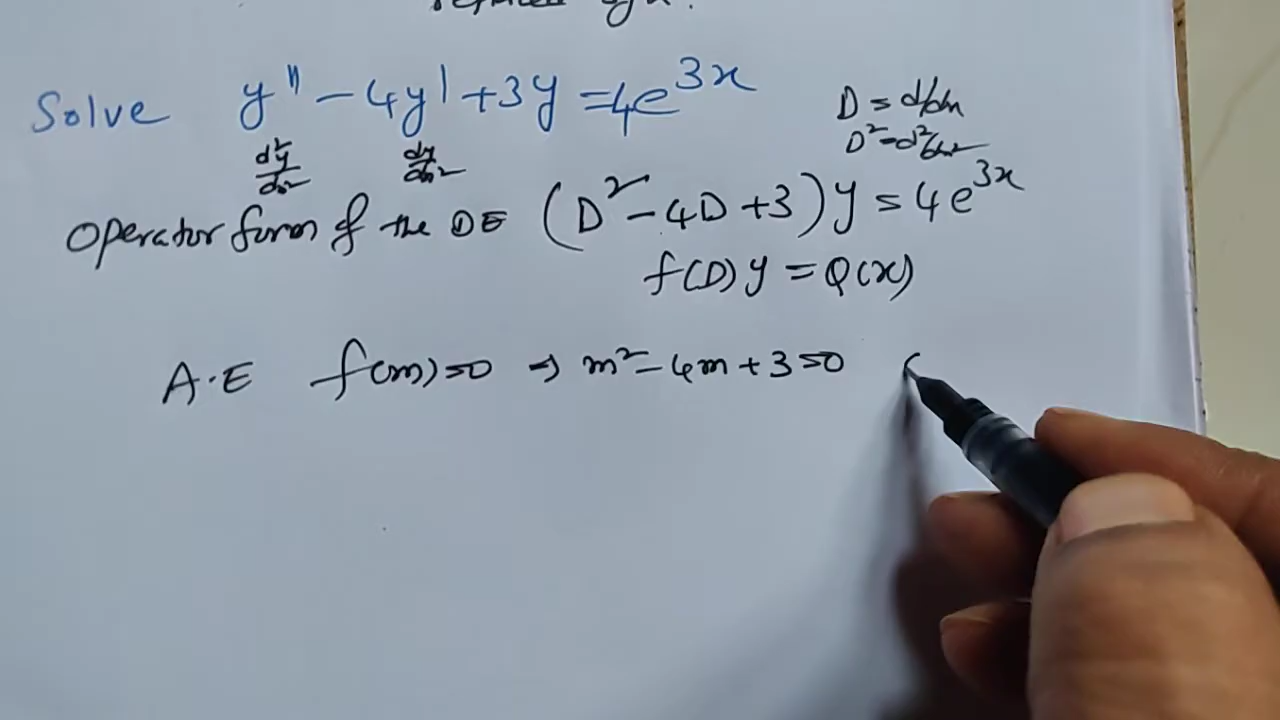 Solve y'' - 4y' + 3y = 4e^3x
D = d/dx
D² = d²/dx²
d²y/dx² dy/dx²
Operator form of the DE (D² - 4D + 3) y = 4e^3x
f(D) y = Q(x)
A.E f(m) = 0 → m² - 4m + 3 = 0 (